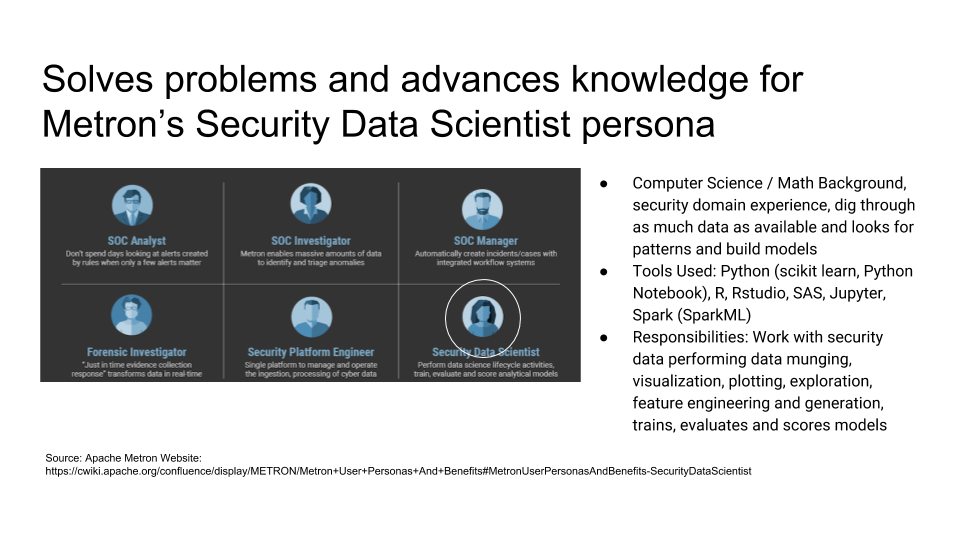 Solves problems and advances knowledge for
Metron’s Security Data Scientist persona
SOC Analyst
Don't spend days looking at alerts created
by rules when only a few alerts matter
SOC Investigator
Metron enables massive amounts of data
to identify and triage anomalies
SOC Manager
Automatically create incidents/cases with
integrated workflow systems
Forensic Investigator
"Just in time evidence collection
response" transforms data in real-time
Security Platform Engineer
Single platform to manage and operate
the ingestion, processing of cyber data
Security Data Scientist
Perform data science lifecycle activities,
train, evaluate and score analytical models
● Computer Science / Math Background,
security domain experience, dig through
as much data as available and looks for
patterns and build models
● Tools Used: Python (scikit learn, Python
Notebook), R, Rstudio, SAS, Jupyter,
Spark (SparkML)
● Responsibilities: Work with security
data performing data munging,
visualization, plotting, exploration,
feature engineering and generation,
trains, evaluates and scores models
Source: Apache Metron Website:
https://cwiki.apache.org/confluence/display/METRON/Metron+User+Personas+And+Benefits#MetronUserPersonasAndBenefits-SecurityDataScientist